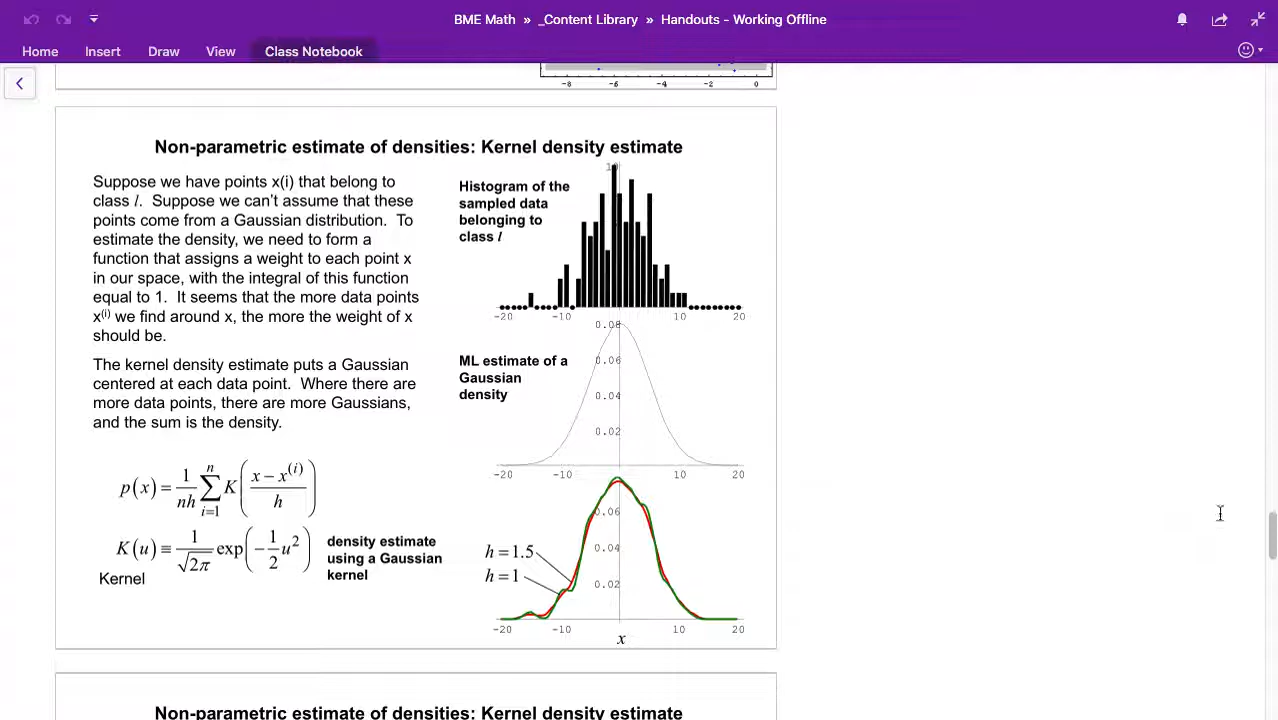 BME Math » _Content Library » Handouts - Working Offline
Home Insert Draw View Class Notebook
-8 -6 -4 -2 0
Non-parametric estimate of densities: Kernel density estimate
Suppose we have points x(i) that belong to
class l. Suppose we can't assume that these
points come from a Gaussian distribution. To
estimate the density, we need to form a
function that assigns a weight to each point x
in our space, with the integral of this function
equal to 1. It seems that the more data points
x⁽ⁱ⁾ we find around x, the more the weight of x
should be.
The kernel density estimate puts a Gaussian
centered at each data point. Where there are
more data points, there are more Gaussians,
and the sum is the density.
p(x) = 1/nh ∑ i=1 n K( (x − x⁽ⁱ⁾)/h )
K(u) ≡ 1/√2π exp( −1/2 u² )
Kernel
density estimate
using a Gaussian
kernel
Histogram of the
sampled data
belonging to
class l
-20 -10 10 20
ML estimate of a
Gaussian
density
0.08
0.06
0.04
0.02
-20 -10 10 20
h = 1.5
h = 1
0.06
0.04
0.02
-20 -10 10 20
x
Non-parametric estimate of densities: Kernel density estimate